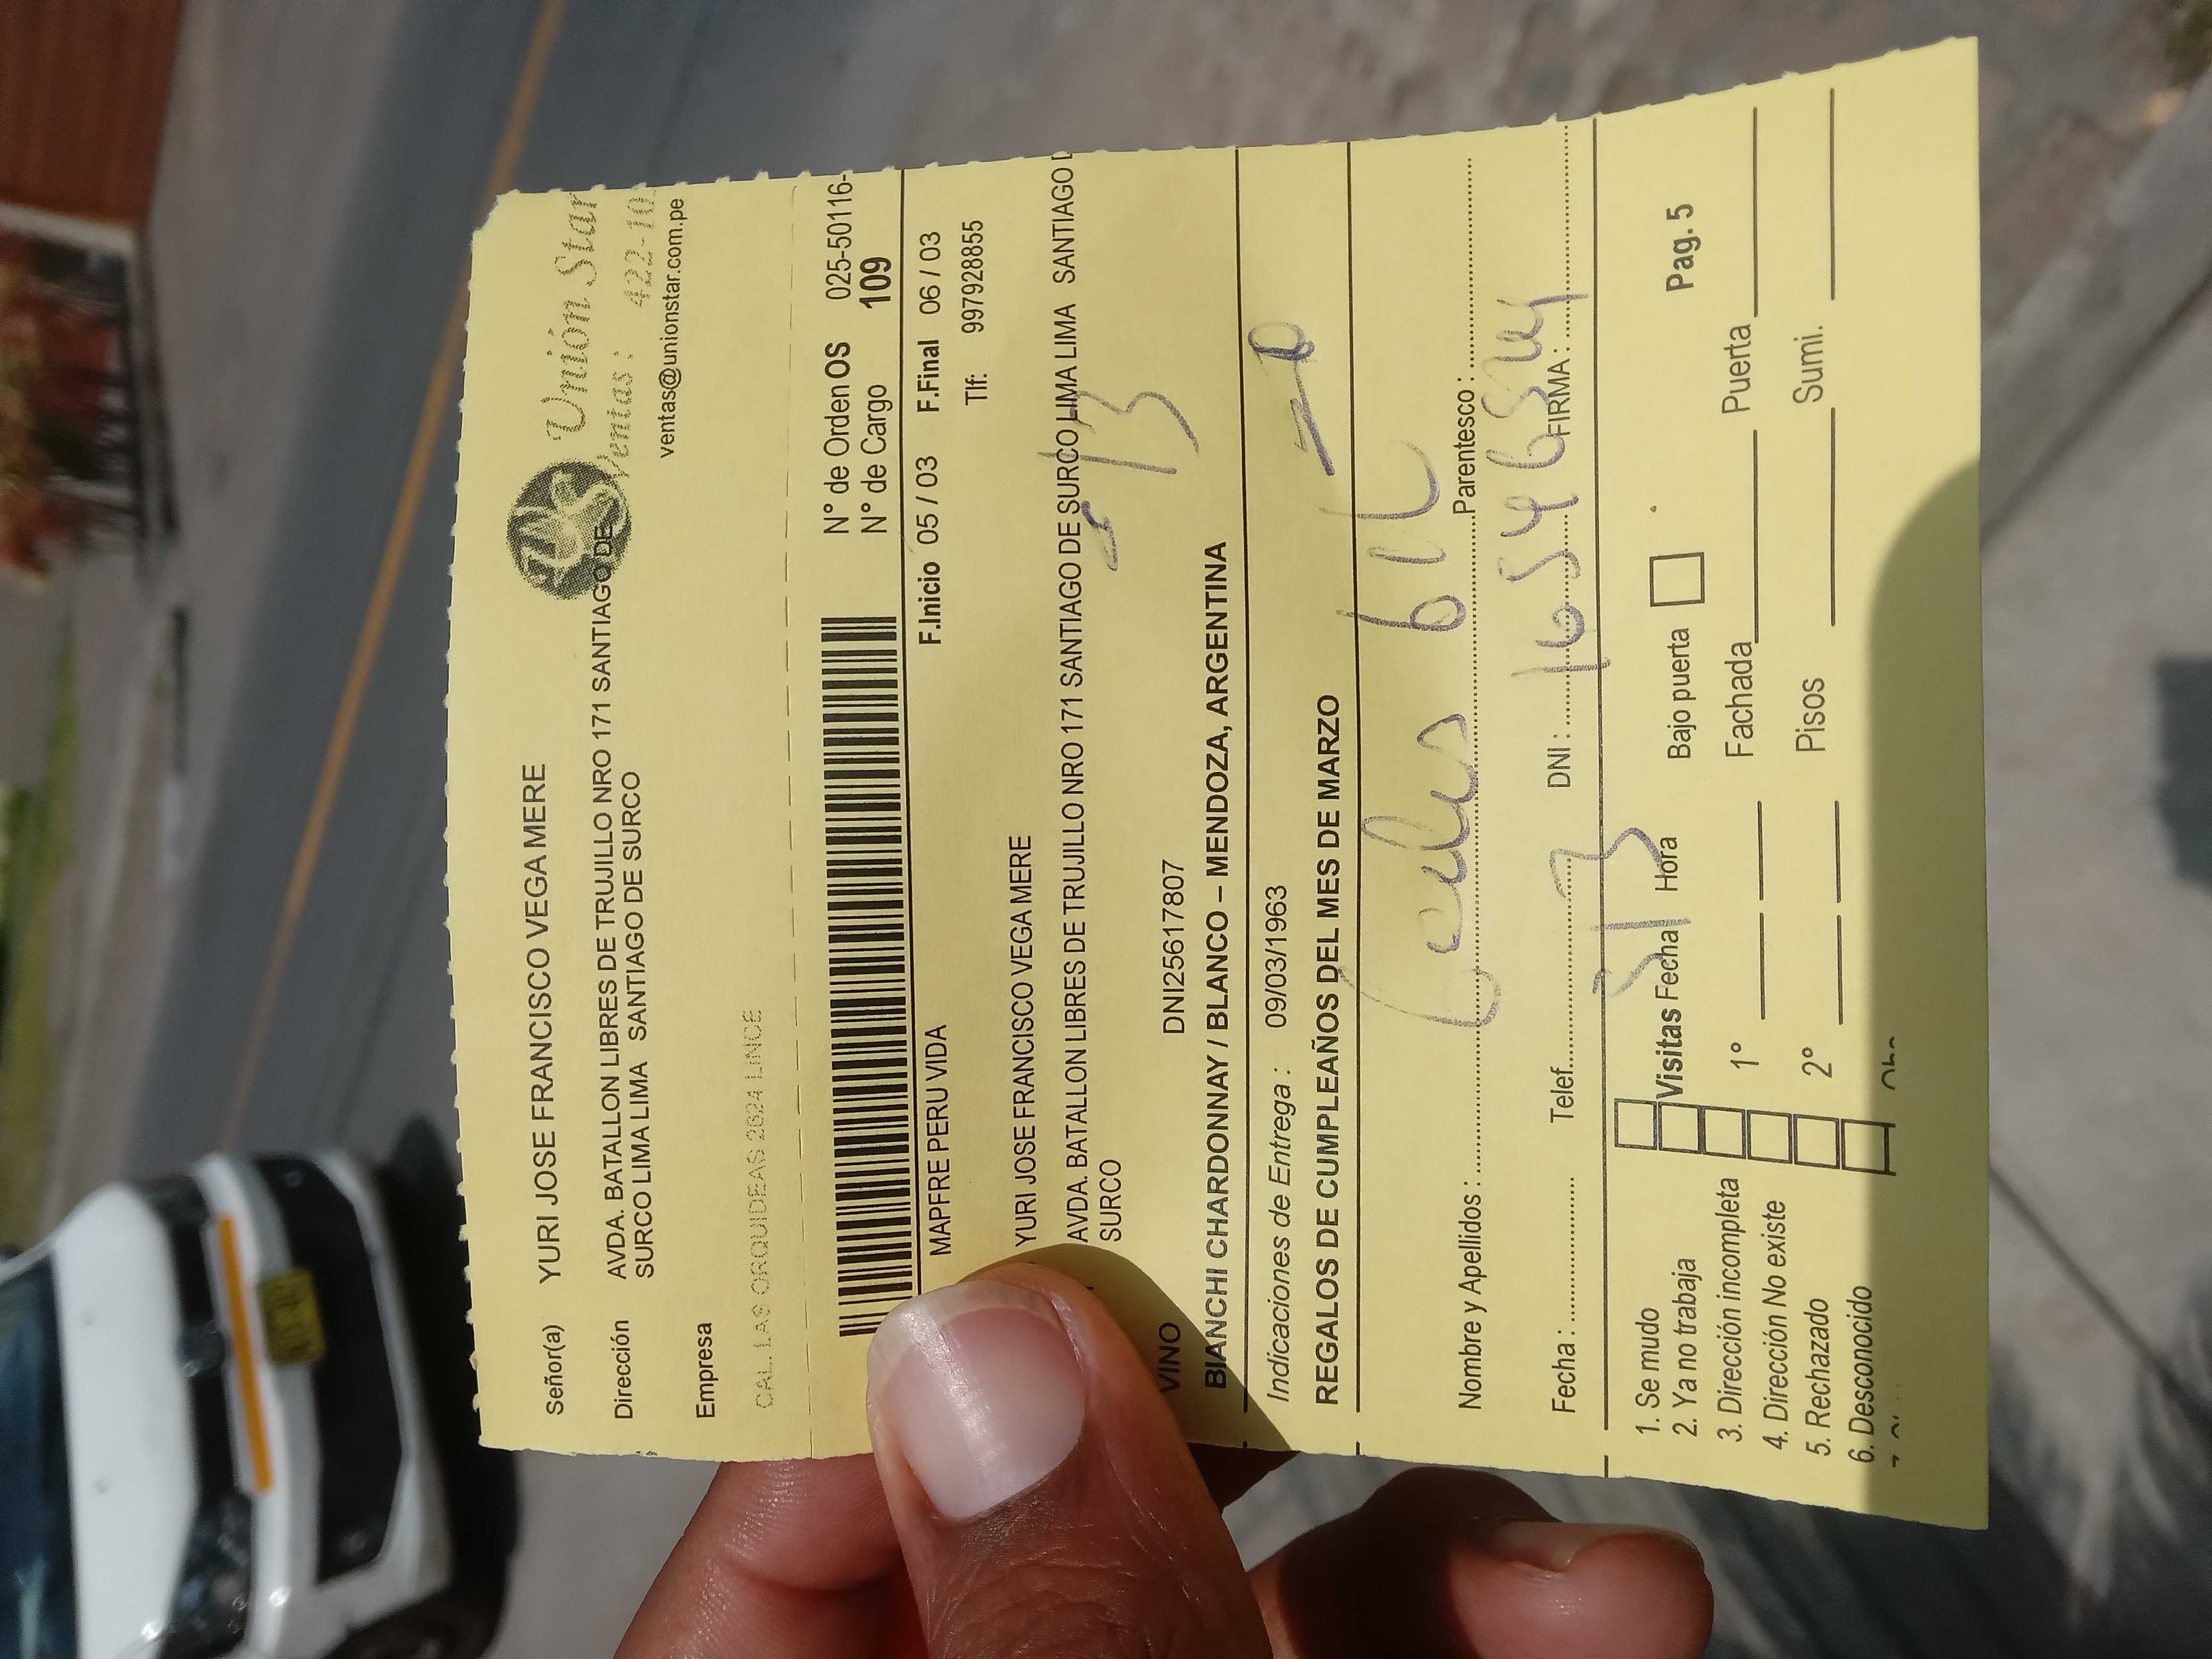 Unión Star
Ventas: 422-10
ventas@unionstar.com.pe
Señor(a) YURI JOSE FRANCISCO VEGA MERE
Dirección AVDA. BATALLON LIBRES DE TRUJILLO NRO 171 SANTIAGO DE
SURCO LIMA LIMA SANTIAGO DE SURCO
Empresa
CAL. LAS ORQUIDEAS 2624 LINCE
N° de Orden OS 025-50116-
N° de Cargo 109
MAPFRE PERU VIDA F.Inicio 05 / 03 F.Final 06 / 03
Tlf: 997928855
YURI JOSE FRANCISCO VEGA MERE
AVDA. BATALLON LIBRES DE TRUJILLO NRO 171 SANTIAGO DE SURCO LIMA LIMA SANTIAGO D
SURCO
5 13
VINO DNI25617807
BIANCHI CHARDONNAY / BLANCO – MENDOZA, ARGENTINA
Indicaciones de Entrega : 09/03/1963
REGALOS DE CUMPLEAÑOS DEL MES DE MARZO
Nombre y Apellidos : Parentesco :
Fecha : Telef. DNI : FIRMA :
1. Se mudo
2. Ya no trabaja Visitas Fecha Hora Bajo puerta Pag. 5
3. Dirección incompleta 1° Fachada Puerta
4. Dirección No existe
5. Rechazado 2° Pisos Sumi.
6. Desconocido